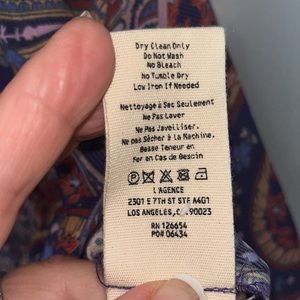 Dry Clean Only
Do Not Wash
No Bleach
No Tumble Dry
Low Iron If Needed
Nettoyage à Sec Seulement
Ne Pas Laver
Ne Pas Javelliser.
Ne Pas Sècher à la Machine.
Basse Teneur en
Fer en Cas de Besoin
L'AGENCE
2301 E 7TH ST STE A401
LOS ANGELES, 90023
RN 126654
PO# 06434